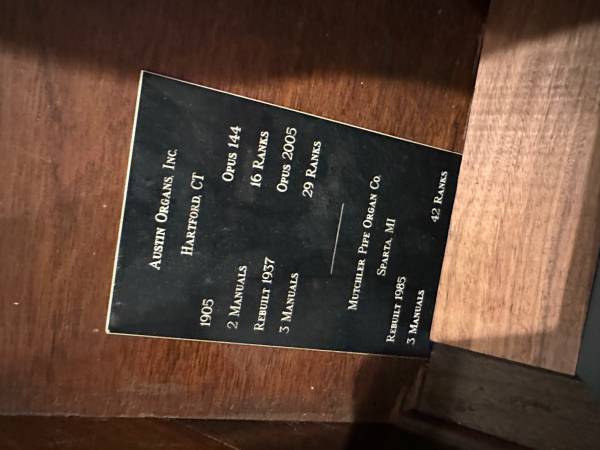 Austin Organs, Inc.
Hartford, CT
1905 Opus 144
2 Manuals 16 Ranks
Rebuilt 1937 Opus 2005
3 Manuals 29 Ranks
Mutchler Pipe Organ Co.
Sparta, MI
Rebuilt 1985
3 Manuals 42 Ranks